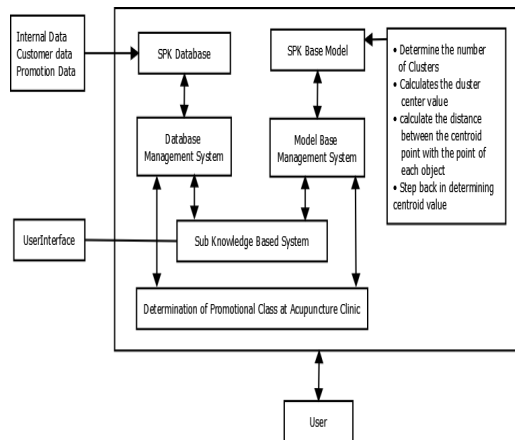 Internal Data
Customer data
Promotion Data
SPK Database
SPK Base Model
• Determine the number
of Clusters
• Calculates the cluster
center value
• calculate the distance
between the centroid
point with the point of
each object
• Step back in determining
centroid value
Database
Management System
Model Base
Management System
UserInterface
Sub Knowledge Based System
Determination of Promotional Class at Acupuncture Clinic
User